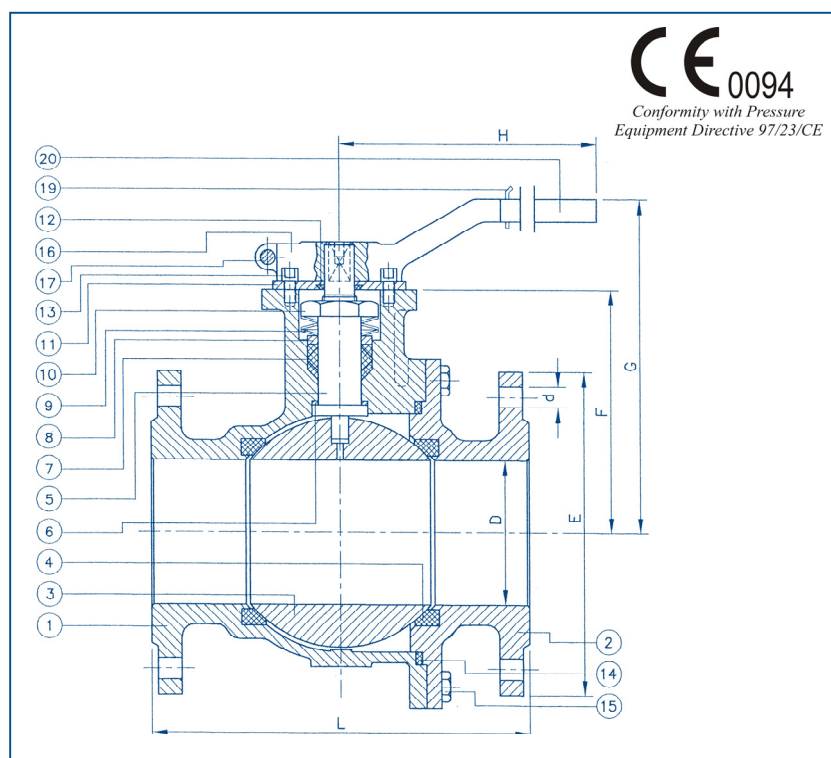 CE 0094
Conformity with Pressure
Equipment Directive 97/23/CE
H
20
19
12
16
17
13
11
10
9
8
7
5
6
4
3
1
d
G
F
E
D
2
14
15
L